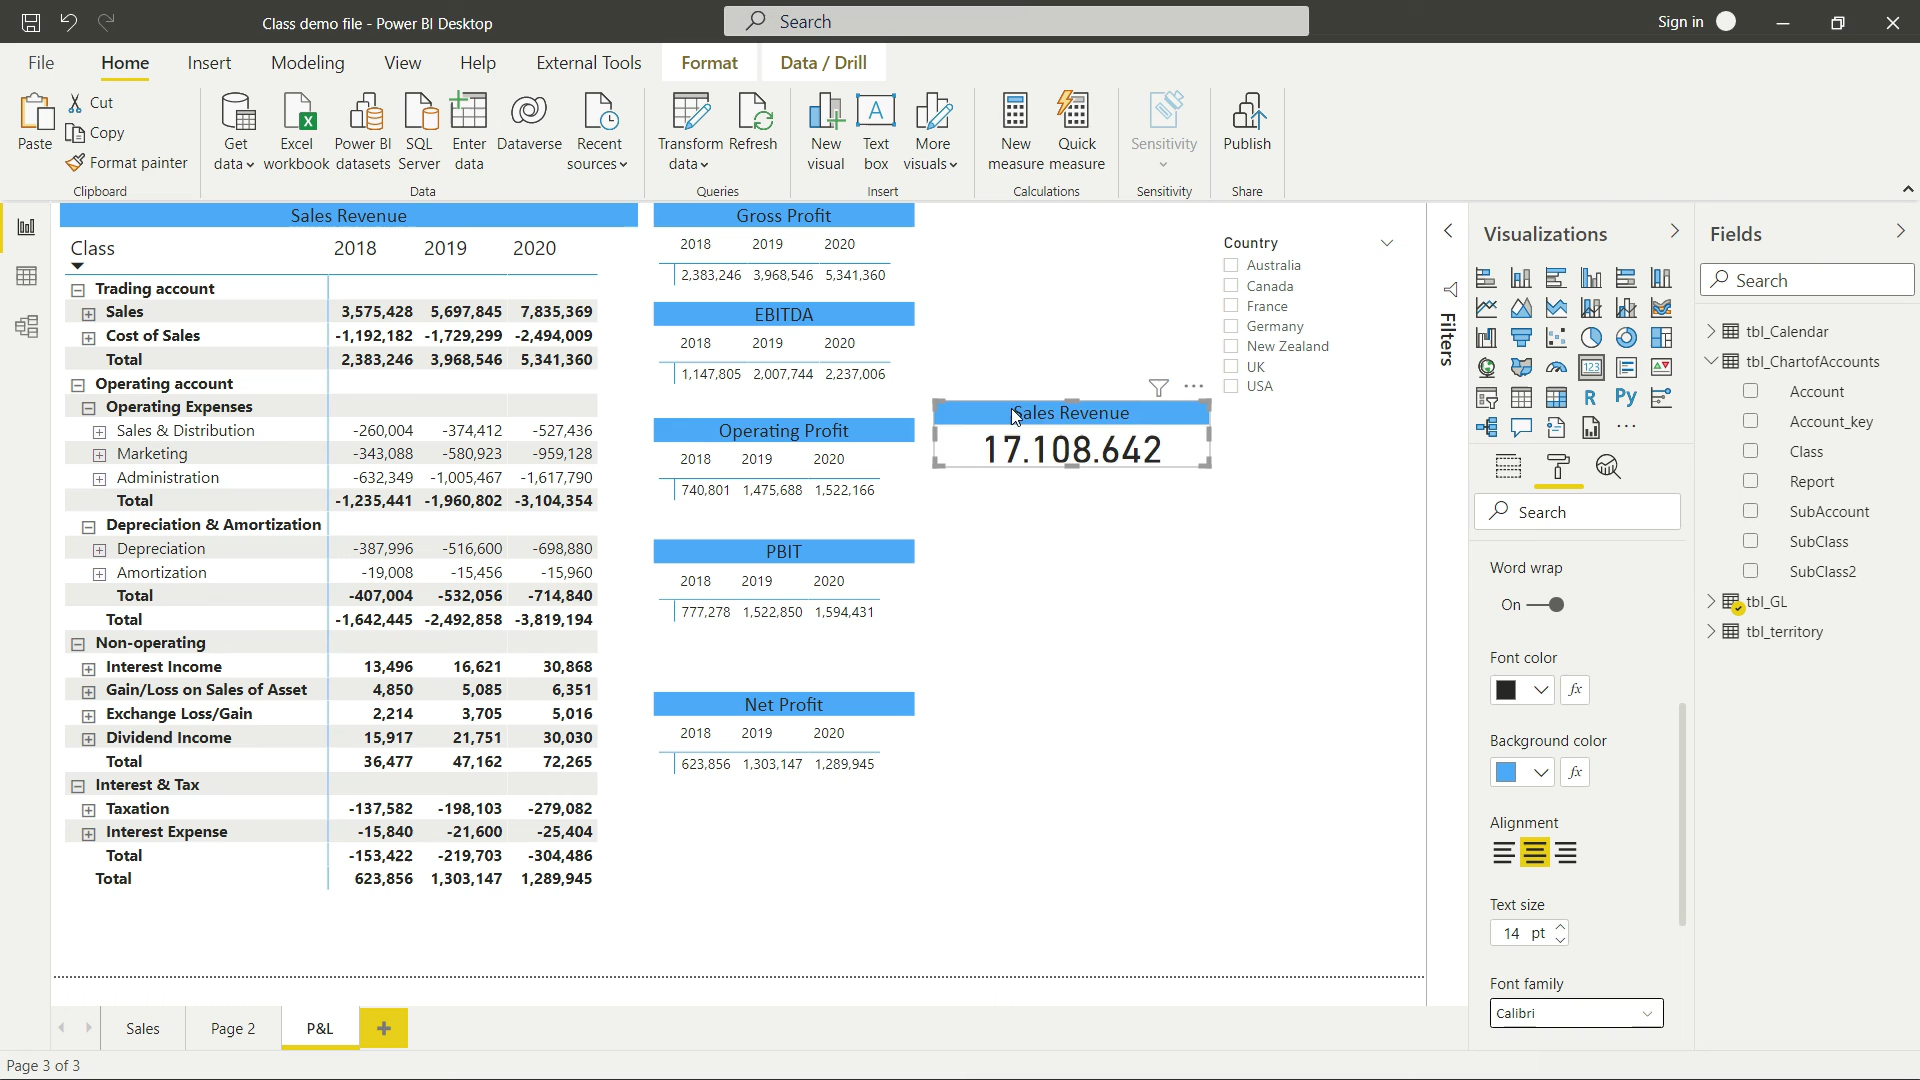 Class demo file - Power BI Desktop
Search
Sign in
File
Home
Insert
Modeling
View
Help
External Tools
Format
Data / Drill
Paste
Cut
Copy
Format painter
Clipboard
Get data
Excel workbook
Power BI datasets
SQL Server
Enter data
Dataverse
Recent sources
Data
Transform data
Refresh
Queries
New visual
Text box
More visuals
Insert
New measure
Quick measure
Calculations
Sensitivity
Sensitivity
Publish
Share
Sales Revenue
Class 2018 2019 2020
Trading account
Sales 3,575,428 5,697,845 7,835,369
Cost of Sales -1,192,182 -1,729,299 -2,494,009
Total 2,383,246 3,968,546 5,341,360
Operating account
Operating Expenses
Sales & Distribution -260,004 -374,412 -527,436
Marketing -343,088 -580,923 -959,128
Administration -632,349 -1,005,467 -1,617,790
Total -1,235,441 -1,960,802 -3,104,354
Depreciation & Amortization
Depreciation -387,996 -516,600 -698,880
Amortization -19,008 -15,456 -15,960
Total -407,004 -532,056 -714,840
Total -1,642,445 -2,492,858 -3,819,194
Non-operating
Interest Income 13,496 16,621 30,868
Gain/Loss on Sales of Asset 4,850 5,085 6,351
Exchange Loss/Gain 2,214 3,705 5,016
Dividend Income 15,917 21,751 30,030
Total 36,477 47,162 72,265
Interest & Tax
Taxation -137,582 -198,103 -279,082
Interest Expense -15,840 -21,600 -25,404
Total -153,422 -219,703 -304,486
Total 623,856 1,303,147 1,289,945
Gross Profit
2018 2019 2020
2,383,246 3,968,546 5,341,360
EBITDA
2018 2019 2020
1,147,805 2,007,744 2,237,006
Operating Profit
2018 2019 2020
740,801 1,475,688 1,522,166
PBIT
2018 2019 2020
777,278 1,522,850 1,594,431
Net Profit
2018 2019 2020
623,856 1,303,147 1,289,945
Sales Revenue
17.108.642
Country
Australia
Canada
France
Germany
New Zealand
UK
USA
Filters
Visualizations
123
R
Py
Search
Word wrap
On
Font color
fx
Background color
fx
Alignment
Text size
14 pt
Font family
Calibri
Fields
Search
tbl_Calendar
tbl_ChartofAccounts
Account
Account_key
Class
Report
SubAccount
SubClass
SubClass2
tbl_GL
tbl_territory
Sales
Page 2
P&L
Page 3 of 3